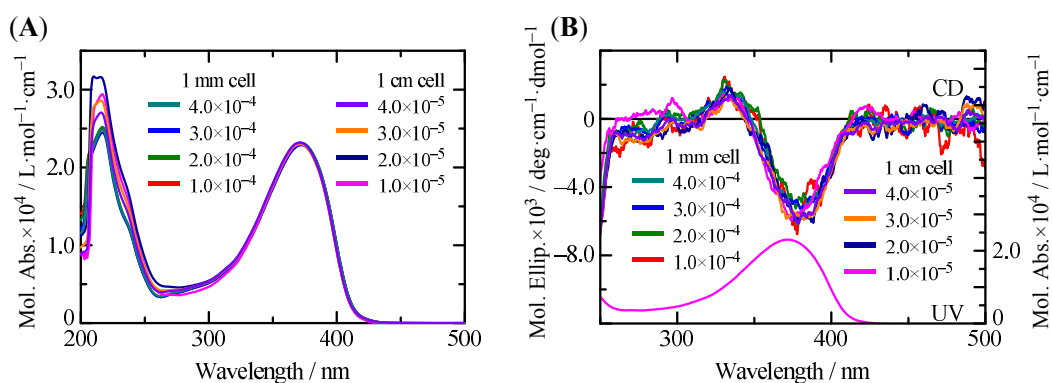 (A)
Mol. Abs.×10⁴ / L·mol⁻¹·cm⁻¹
3.0
2.0
1.0
0
1 mm cell
4.0×10⁻⁴
3.0×10⁻⁴
2.0×10⁻⁴
1.0×10⁻⁴
1 cm cell
4.0×10⁻⁵
3.0×10⁻⁵
2.0×10⁻⁵
1.0×10⁻⁵
200 300 400 500
Wavelength / nm
(B)
Mol. Ellip.×10³ / deg·cm⁻¹·dmol⁻¹
0
−4.0
−8.0
CD
1 mm cell
4.0×10⁻⁴
3.0×10⁻⁴
2.0×10⁻⁴
1.0×10⁻⁴
1 cm cell
4.0×10⁻⁵
3.0×10⁻⁵
2.0×10⁻⁵
1.0×10⁻⁵
UV
2.0
0
Mol. Abs.×10⁴ / L·mol⁻¹·cm⁻¹
300 400 500
Wavelength / nm